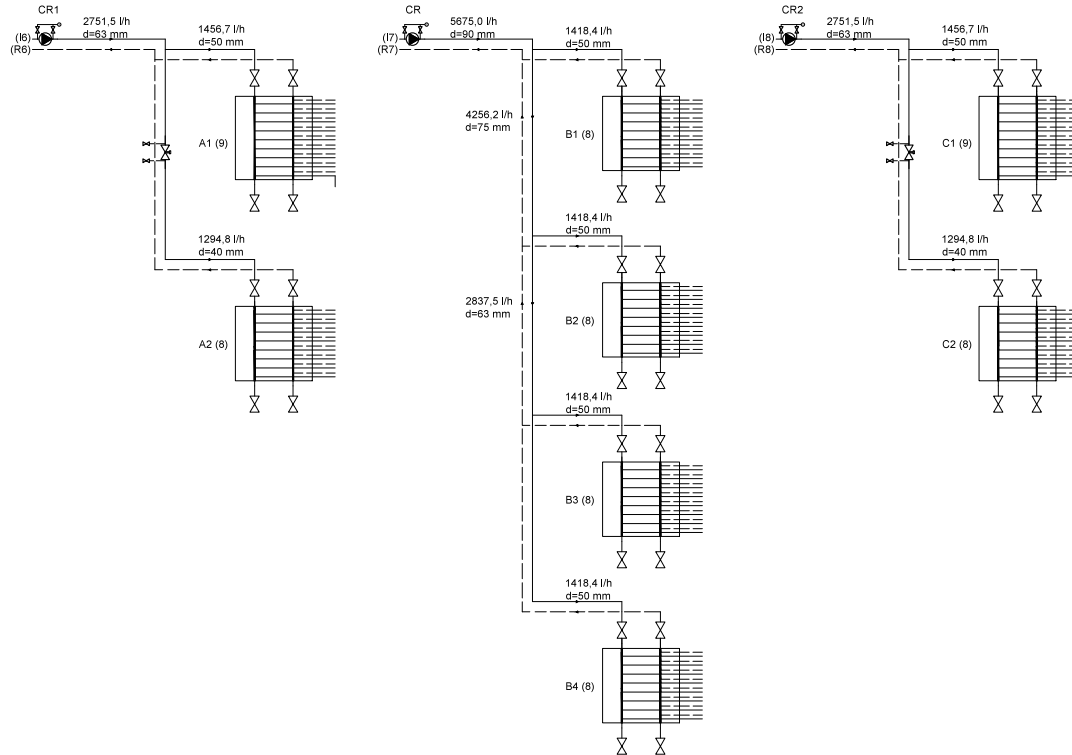 CR1
2751,5 l/h
d=63 mm
(I6)
(R6)
1456,7 l/h
d=50 mm
A1 (9)
1294,8 l/h
d=40 mm
A2 (8)
CR
5675,0 l/h
d=90 mm
(I7)
(R7)
1418,4 l/h
d=50 mm
4256,2 l/h
d=75 mm
B1 (8)
1418,4 l/h
d=50 mm
2837,5 l/h
d=63 mm
B2 (8)
1418,4 l/h
d=50 mm
B3 (8)
1418,4 l/h
d=50 mm
B4 (8)
CR2
2751,5 l/h
d=63 mm
(I8)
(R8)
1456,7 l/h
d=50 mm
C1 (9)
1294,8 l/h
d=40 mm
C2 (8)